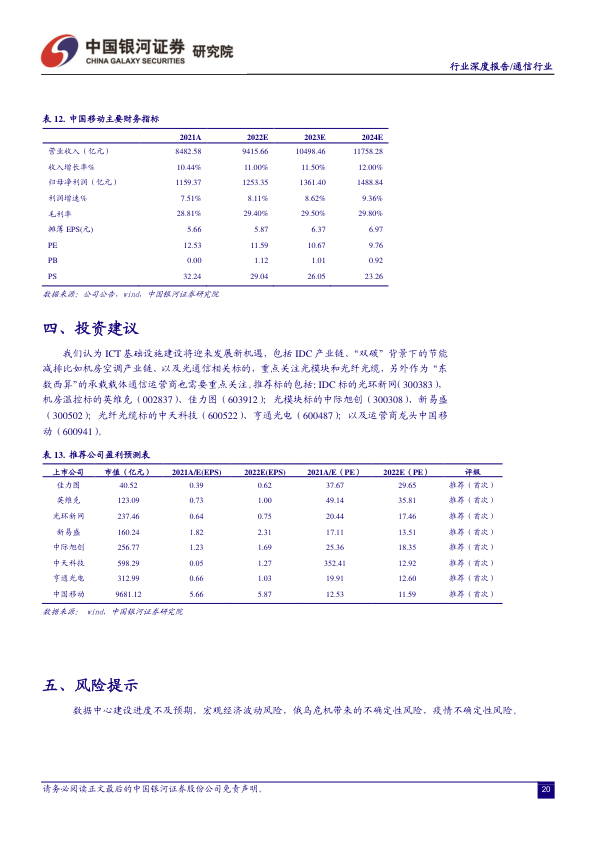 中国银河证券 研究院
CHINA GALAXY SECURITIES
行业深度报告/通信行业
表 12. 中国移动主要财务指标
2021A 2022E 2023E 2024E
营业收入（亿元） 8482.58 9415.66 10498.46 11758.28
收入增长率% 10.44% 11.00% 11.50% 12.00%
归母净利润（亿元） 1159.37 1253.35 1361.40 1488.84
利润增速% 7.51% 8.11% 8.62% 9.36%
毛利率 28.81% 29.40% 29.50% 29.80%
摊薄 EPS(元) 5.66 5.87 6.37 6.97
PE 12.53 11.59 10.67 9.76
PB 0.00 1.12 1.01 0.92
PS 32.24 29.04 26.05 23.26
数据来源：公司公告，wind，中国银河证券研究院
四、投资建议
我们认为 ICT 基础设施建设将迎来发展新机遇，包括 IDC 产业链、“双碳”背景下的节能
减排比如机房空调产业链、以及光通信相关标的，重点关注光模块和光纤光缆，另外作为“东
数西算”的承载载体通信运营商也需要重点关注。推荐标的包括：IDC 标的光环新网（300383）、
机房温控标的英维克（002837）、佳力图（603912）；光模块标的中际旭创（300308）、新易盛
（300502）；光纤光缆标的中天科技（600522）、亨通光电（600487）；以及运营商龙头中国移
动（600941）。
表 13. 推荐公司盈利预测表
上市公司 市值（亿元） 2021A/E(EPS) 2022E(EPS) 2021A/E（PE） 2022E（PE） 评级
佳力图 40.52 0.39 0.62 37.67 29.65 推荐（首次）
英维克 123.09 0.73 1.00 49.14 35.81 推荐（首次）
光环新网 237.46 0.64 0.75 20.44 17.46 推荐（首次）
新易盛 160.24 1.82 2.31 17.11 13.51 推荐（首次）
中际旭创 256.77 1.23 1.69 25.36 18.35 推荐（首次）
中天科技 598.29 0.05 1.27 352.41 12.92 推荐（首次）
亨通光电 312.99 0.66 1.03 19.91 12.60 推荐（首次）
中国移动 9681.12 5.66 5.87 12.53 11.59 推荐（首次）
数据来源： wind，中国银河证券研究院
五、风险提示
数据中心建设进度不及预期，宏观经济波动风险，俄乌危机带来的不确定性风险，疫情不确定性风险。
请务必阅读正文最后的中国银河证券股份公司免责声明。
20